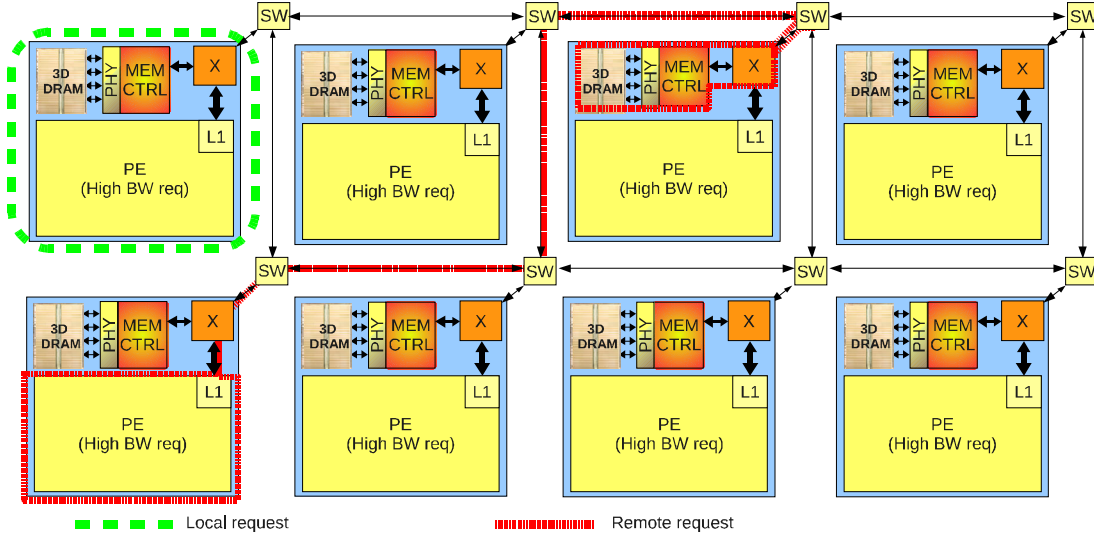 SW
SW
SW
SW
3D
DRAM
PHY
MEM
CTRL
X
L1
PE
(High BW req)
3D
DRAM
PHY
MEM
CTRL
X
L1
PE
(High BW req)
3D
DRAM
PHY
MEM
CTRL
X
L1
PE
(High BW req)
3D
DRAM
PHY
MEM
CTRL
X
L1
PE
(High BW req)
SW
SW
SW
SW
3D
DRAM
PHY
MEM
CTRL
X
L1
PE
(High BW req)
3D
DRAM
PHY
MEM
CTRL
X
L1
PE
(High BW req)
3D
DRAM
PHY
MEM
CTRL
X
L1
PE
(High BW req)
3D
DRAM
PHY
MEM
CTRL
X
L1
PE
(High BW req)
Local request
Remote request